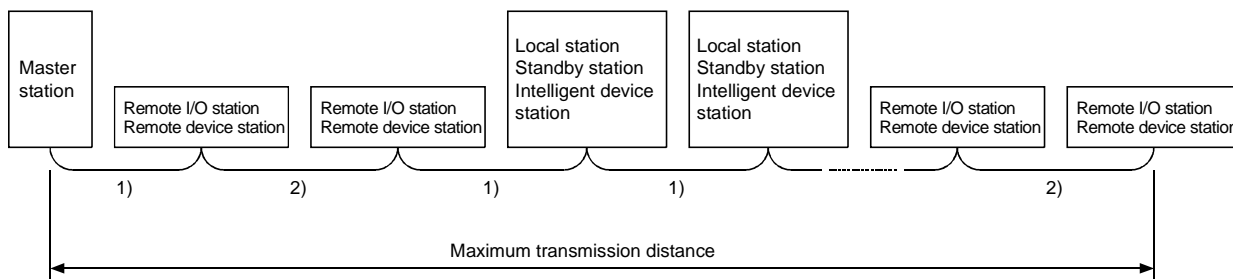 Master
station
Remote I/O station
Remote device station
Remote I/O station
Remote device station
Local station
Standby station
Intelligent device
station
Local station
Standby station
Intelligent device
station
Remote I/O station
Remote device station
Remote I/O station
Remote device station
1)
2)
1)
1)
2)
Maximum transmission distance